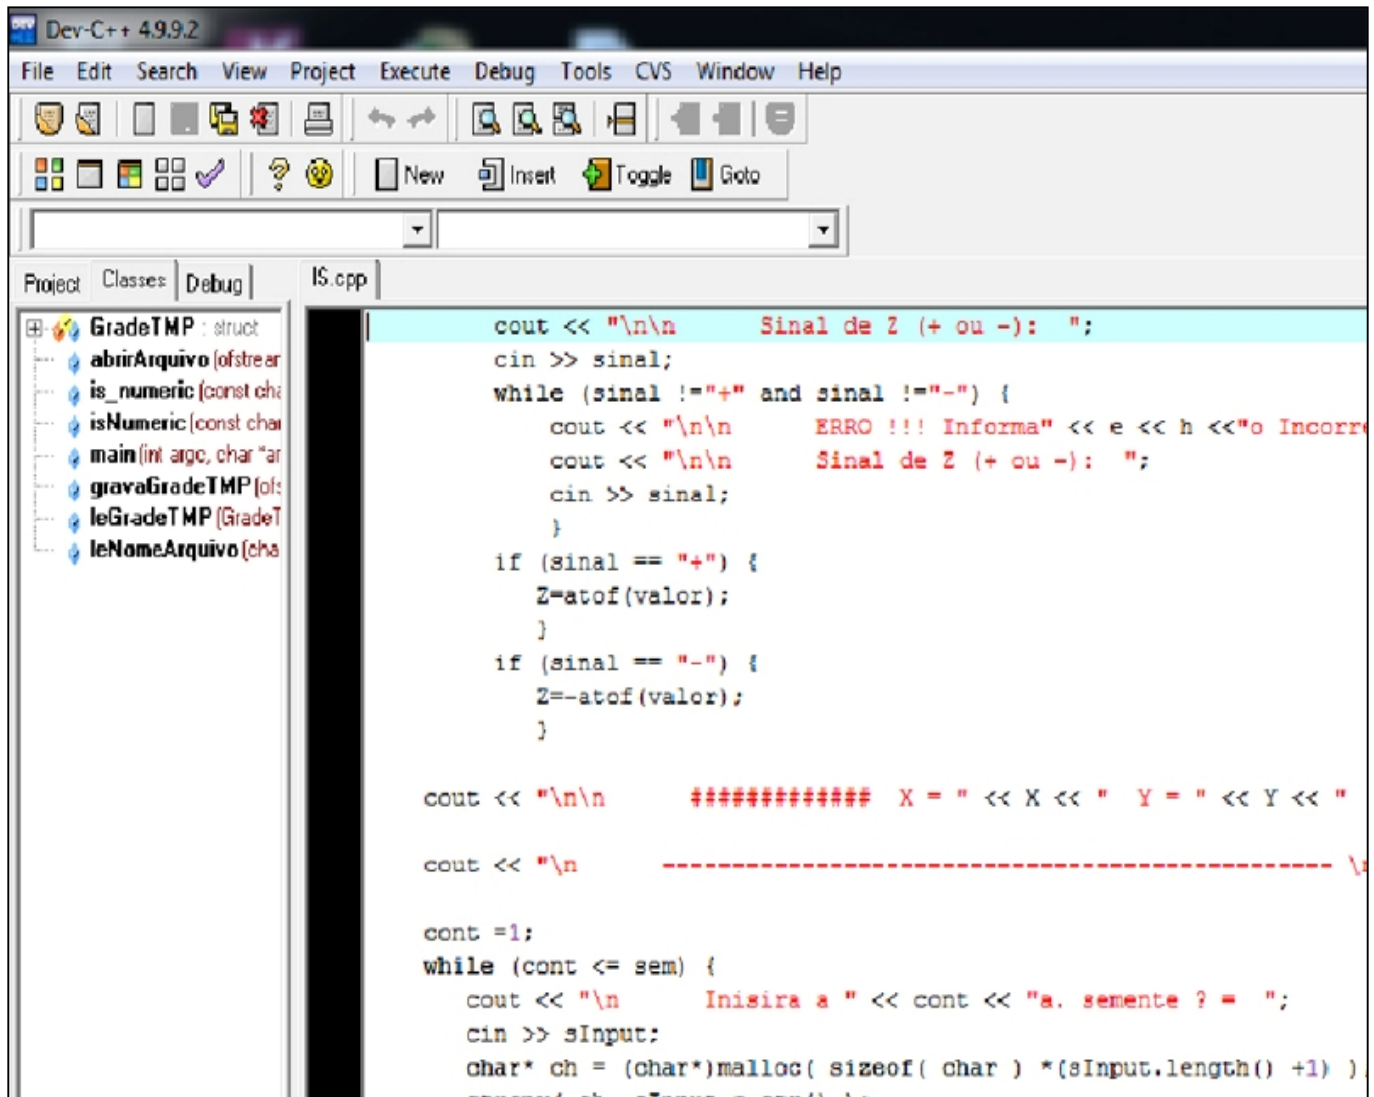 Dev-C++ 4.9.9.2
File Edit Search View Project Execute Debug Tools CVS Window Help
New Insert Toggle Goto
Project Classes Debug
IS.cpp
GradeTMP : struct
abrirArquivo (ofstrear
is_numeric (const cha
isNumeric (const char
main (int argc, char *ar
gravaGradeTMP (ofs
leGradeTMP (GradeT
leNomeArquivo (cha
cout << "\n\n Sinal de Z (+ ou -): ";
cin >> sinal;
while (sinal !="+" and sinal !="-") {
cout << "\n\n ERRO !!! Informa" << e << h <<"o Incorre
cout << "\n\n Sinal de Z (+ ou -): ";
cin >> sinal;
}
if (sinal == "+") {
Z=atof(valor);
}
if (sinal == "-") {
Z=-atof(valor);
}
cout << "\n\n ############# X = " << X << " Y = " << Y << "
cout << "\n ------------------------------------------------ \n
cont =1;
while (cont <= sem) {
cout << "\n Inisira a " << cont << "a. semente ? = ";
cin >> sInput;
char* ch = (char*)malloc( sizeof( char ) *(sInput.length() +1) )